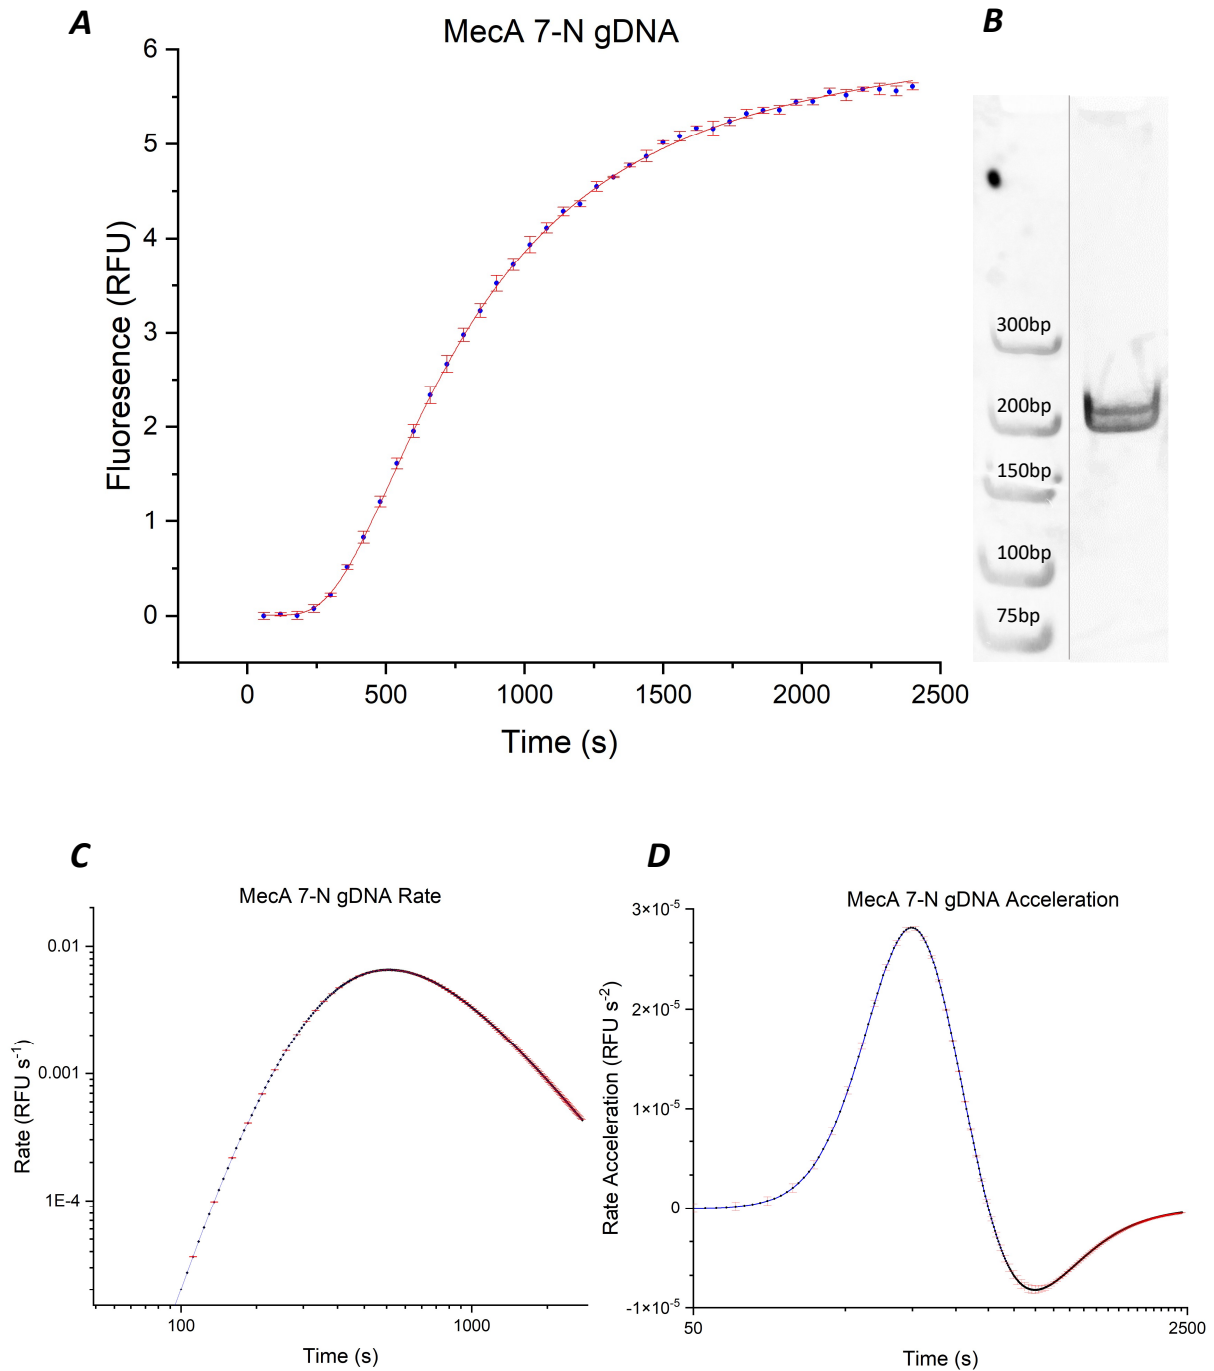 A
MecA 7-N gDNA
6
5
4
3
2
1
0
Fluoresence (RFU)
0 500 1000 1500 2000 2500
Time (s)
B
300bp
200bp
150bp
100bp
75bp
C
MecA 7-N gDNA Rate
0.01
0.001
1E-4
Rate (RFU s⁻¹)
100 1000
Time (s)
D
MecA 7-N gDNA Acceleration
3×10⁻⁵
2×10⁻⁵
1×10⁻⁵
0
-1×10⁻⁵
Rate Acceleration (RFU s⁻²)
50 2500
Time (s)